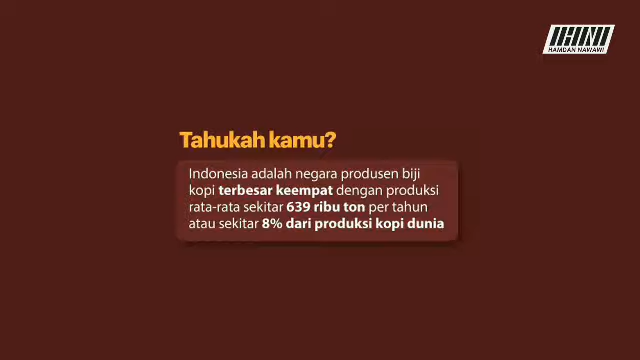 HAMDAN NAWAWI
Tahukah kamu?
Indonesia adalah negara produsen biji
kopi terbesar keempat dengan produksi
rata-rata sekitar 639 ribu ton per tahun
atau sekitar 8% dari produksi kopi dunia